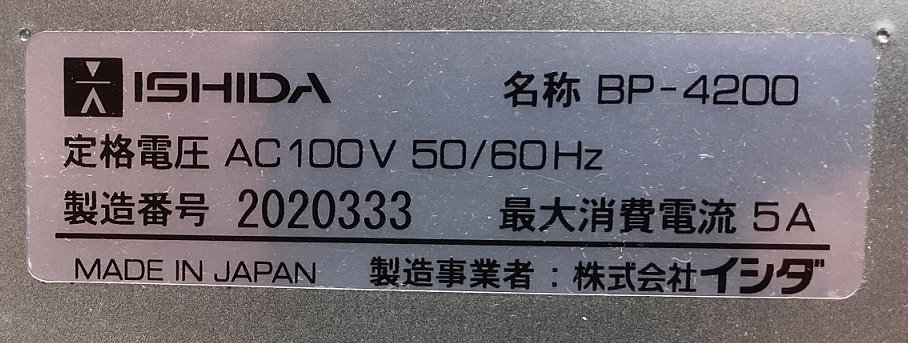 ISHIDA 名称 BP-4200
定格電圧 AC100V 50/60Hz
製造番号 2020333 最大消費電流 5A
MADE IN JAPAN 製造事業者：株式会社イシダ